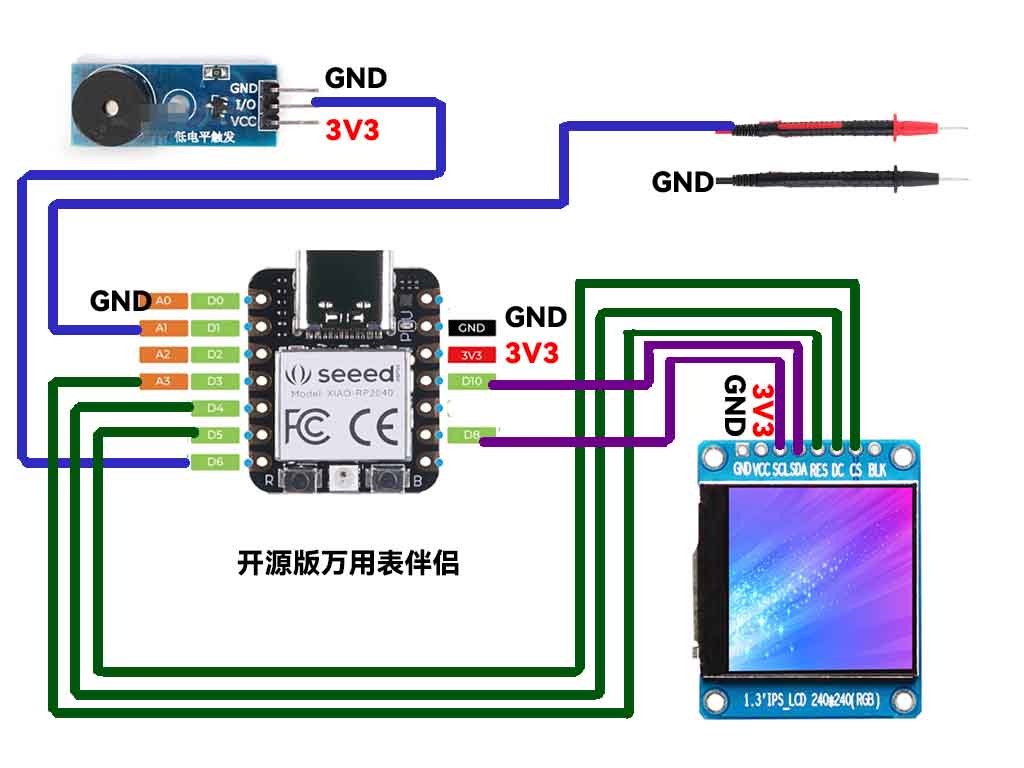 GND
GND
I/O
VCC
3V3
低电平触发
GND
GND
A0 D0
A1 D1
A2 D2
A3 D3
D4
D5
D6
GND
GND
3V3
3V3
D10
D8
seeed
Model: XIAO-RP2040
FCC CE
R
B
GND
3V3
GND VCC SCL SDA RES DC CS BLK
开源版万用表伴侣
1.3'IPS_LCD 240*240(RGB)